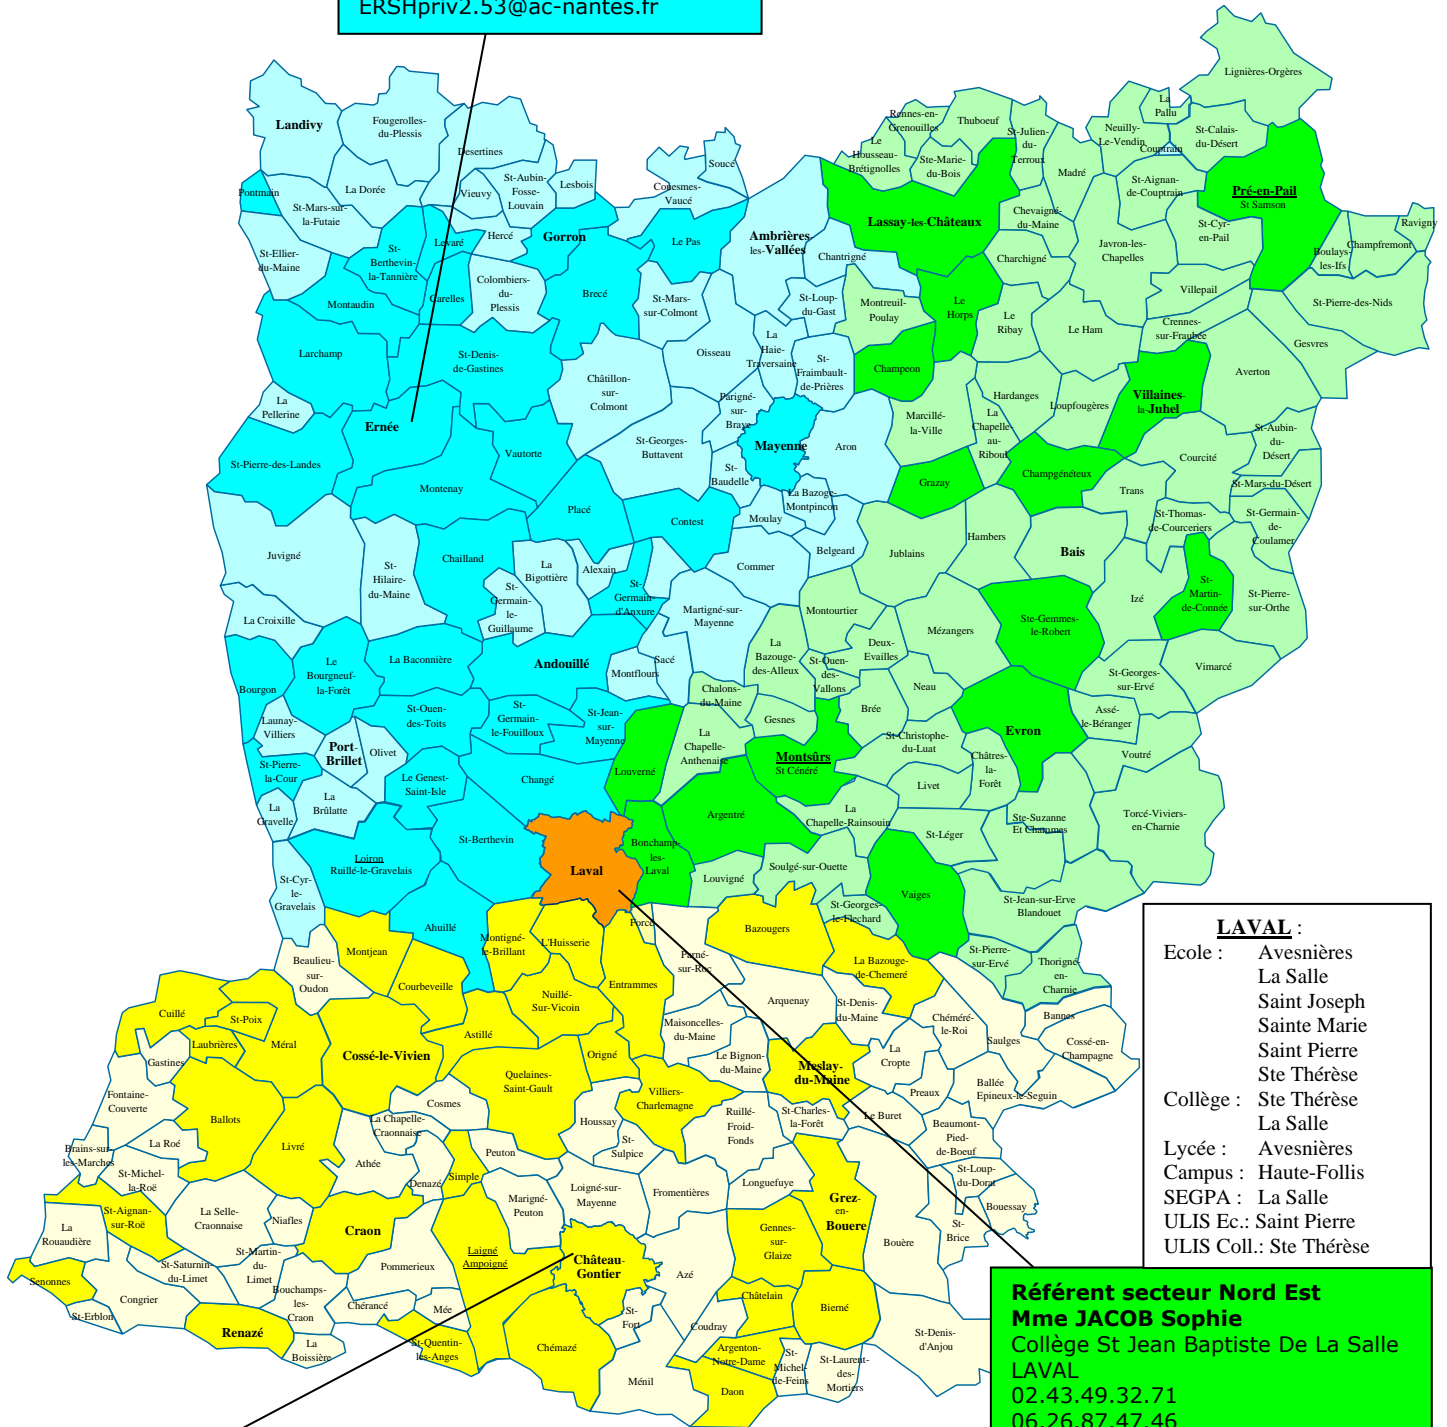 ERSHpriv2.53@ac-nantes.fr
Lignières-Orgères
Landivy
Fougerolles-
du-Plessis
Desertines
Rennes-en-
Grenouilles
Thuboeuf
La
Pallu
Neuilly-
Le-Vendin
Couptrain
St-Calais-
du-Désert
St-Julien-
du-
Terroux
Le
Housseau-
Brétignolles
Ste-Marie-
du-Bois
Soucé
Couesmes-
Vaucé
Madré
St-Aignan-
de-Couptrain
Pré-en-Pail
St Samson
Pontmain
La Dorée
Vieuvy
St-Aubin-
Fosse-
Louvain
Lesbois
St-Mars-sur-
la-Futaie
Lassay-les-Châteaux
Chevaigné-
du-Maine
St-Cyr-
en-Pail
Ravigny
Champfremont
Boulays-
les-Ifs
St-Ellier-
du-Maine
St-
Berthevin-
la-Tannière
Levaré
Hercé
Gorron
Le Pas
Ambrières
les-Vallées
Chantrigné
Charchigné
Javron-les-
Chapelles
Carelles
Colombiers-
du-
Plessis
Brecé
St-Mars-
sur-Colmont
St-Loup-
du-Gast
Montreuil-
Poulay
Le
Horps
Le
Ribay
Villepail
St-Pierre-des-Nids
Montaudin
Larchamp
St-Denis-
de-Gastines
Oisseau
La
Haie-
Traversaine
St-
Fraimbault-
de-Prières
Champeon
Le Ham
Crennes-
sur-Fraubée
Gesvres
Averton
La
Pellerine
Châtillon-
sur-
Colmont
Parigné-
sur-
Braye
Marcillé-
la-Ville
Hardanges
La
Chapelle-
au-
Riboul
Loupfougères
Villaines-
la-Juhel
Ernée
St-Pierre-des-Landes
Vautorte
St-Georges-
Buttavent
Mayenne
Aron
St-Aubin-
du-
Désert
Courcité
Montenay
St-
Baudelle
Grazay
Champgénéteux
Trans
St-Mars-du-Désert
Placé
Contest
Moulay
La Bazoge-
Montpinçon
St-Thomas-
de-Courceriers
St-Germain-
de-
Coulamer
Juvigné
St-
Hilaire-
du-Maine
Chailland
La
Bigottière
Alexain
Commer
Belgeard
Jublains
Hambers
Bais
St-
Germain-
le-
Guillaume
St-
Germain-
d'Anxure
Martigné-sur-
Mayenne
Montourtier
Mézangers
Ste-Gemmes-
le-Robert
Izé
St-
Martin-
de-Connée
St-Pierre-
sur-Orthe
La Croixille
La Baconnière
Andouillé
Montflours
Sacé
La
Bazouge-
des-Alleux
Deux-
Evailles
St-Ouen-
des-
Vallons
Vimarcé
Bourgon
Le
Bourgneuf-
la-Forêt
Chalons-
du-Maine
Neau
St-Georges-
sur-Ervé
Launay-
Villiers
St-Ouen-
des-Toits
St-
Germain-
le-Fouilloux
St-Jean-
sur-
Mayenne
Gesnes
Brée
Assé-
le-Béranger
Port-
Brillet
Olivet
La
Chapelle-
Anthenaise
St-Christophe-
du-Luat
Evron
Voutré
St-Pierre-
la-Cour
Le Genest-
Saint-Isle
Changé
Louverné
Montsûrs
St Cénéré
Châtres-
la-
Forêt
La
Gravelle
La
Brûlatte
Livet
Argentré
La
Chapelle-Rainsouin
St-Léger
Ste-Suzanne
Et Chammes
Torcé-Viviers-
en-Charnie
St-Berthevin
Laval
Bonchamp-
les-
Laval
Louvigné
Soulgé-sur-Ouette
Loiron
Ruillé-le-Gravelais
St-Cyr-
le-
Gravelais
Vaiges
St-Jean-sur-Erve
Blandouet
Ahuillé
Montigné-
le-Brillant
L'Huisserie
Forcé
Bazougers
St-Georges-
le-Flechard
Montjean
Parné-
sur-Roc
La Bazouge-
de-Chemeré
St-Pierre-
sur-Ervé
Thorigné-
en-
Charnie
Beaulieu-
sur-
Oudon
Courbeveille
Nuillé-
Sur-Vicoin
Entrammes
Arquenay
St-Denis-
du-Maine
Cuillé
St-Poix
Astillé
Maisoncelles-
du-Maine
Chéméré-
le-Roi
Bannes
Saulges
Cossé-en-
Champagne
Laubrières
Méral
Cossé-le-Vivien
Origné
Le Bignon-
du-Maine
Meslay-
du-Maine
La
Cropte
Gastines
Quelaines-
Saint-Gault
Villiers-
Charlemagne
Preaux
Ballée
Epineux-le-Seguin
Fontaine-
Couverte
Ballots
Cosmes
Houssay
Ruillé-
Froid-
Fonds
St-Charles-
la-Forêt
Le Buret
Beaumont-
Pied-
de-Boeuf
La Chapelle-
Craonnaise
Brains-sur-
les-Marches
La Roé
Livré
Athée
Peuton
St-
Sulpice
St-Loup-
du-Dorat
St-Michel-
la-Roë
Denazé
Simple
Loigné-sur-
Mayenne
Fromentières
Longuefuye
Grez-
en-
Bouere
Bouessay
La
Rouaudière
St-Aignan-
sur-Roë
La Selle-
Craonnaise
Niafles
Craon
Marigné-
Peuton
Gennes-
sur-
Glaize
Bouère
St-
Brice
Laigné
Ampoigné
Château-
Gontier
St-Saturnin-
du-Limet
St-Martin-
du-
Limet
Pommerieux
Azé
Senonnes
Congrier
Bouchamps-
les-
Craon
Chérancé
Mée
St-
Fort
Châtelain
Bierné
St-Erblon
Renazé
La
Boissière
St-Quentin-
les-Anges
Chémazé
Coudray
Argenton-
Notre-Dame
St-
Michel-
de-Feins
St-Laurent-
des-
Mortiers
St-Denis-
d'Anjou
Ménil
Daon
LAVAL :
Ecole : Avesnières
La Salle
Saint Joseph
Sainte Marie
Saint Pierre
Ste Thérèse
Collège : Ste Thérèse
La Salle
Lycée : Avesnières
Campus : Haute-Follis
SEGPA : La Salle
ULIS Ec.: Saint Pierre
ULIS Coll.: Ste Thérèse
Référent secteur Nord Est
Mme JACOB Sophie
Collège St Jean Baptiste De La Salle
LAVAL
02.43.49.32.71
06.26.87.47.46